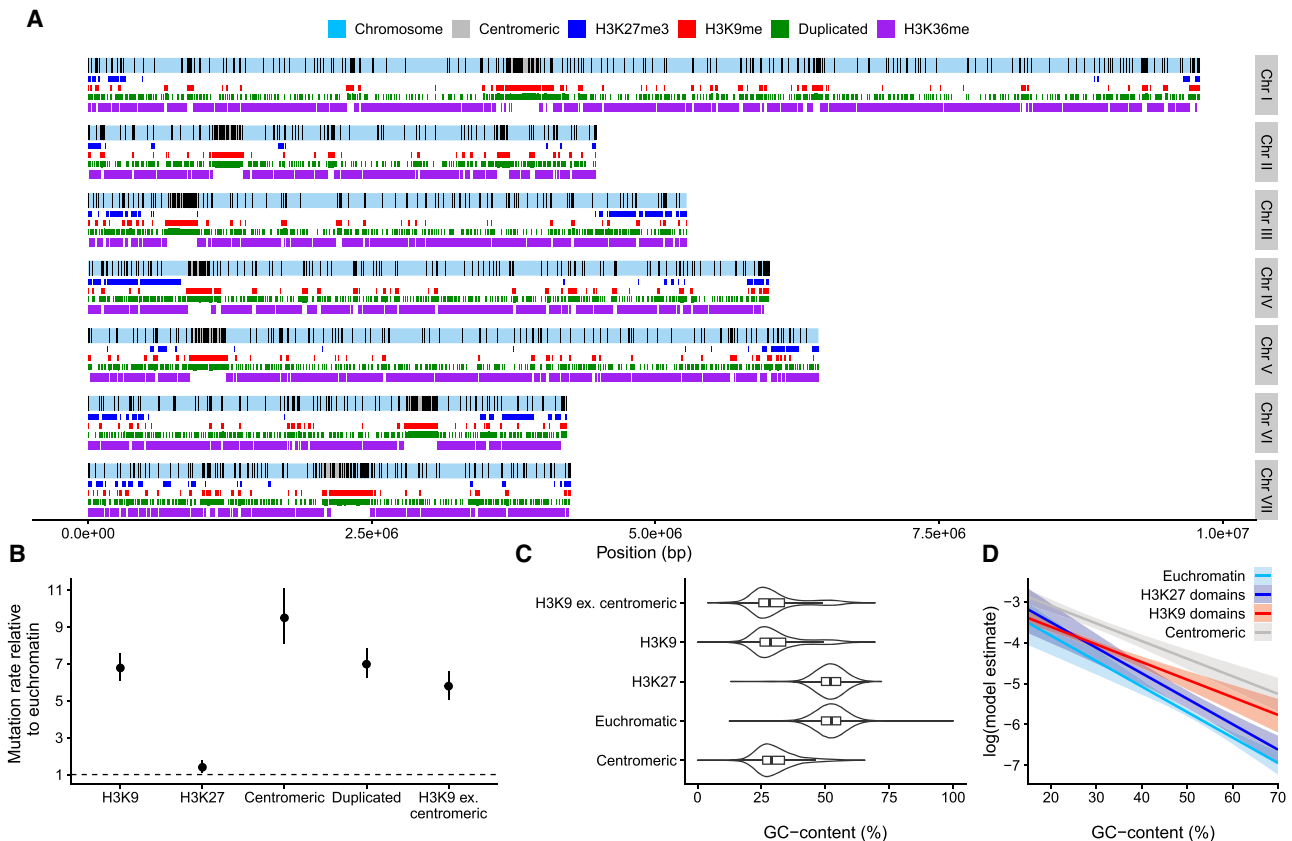 A
Chromosome Centromeric H3K27me3 H3K9me Duplicated H3K36me
Chr I
Chr II
Chr III
Chr IV
Chr V
Chr VI
Chr VII
0.0e+00 2.5e+06 5.0e+06 7.5e+06 1.0e+07
Position (bp)
B
Mutation rate relative
to euchromatin
11
9
7
5
3
1
H3K9 H3K27 Centromeric Duplicated H3K9 ex.
centromeric
C
H3K9 ex. centromeric
H3K9
H3K27
Euchromatic
Centromeric
0 25 50 75 100
GC−content (%)
D
Euchromatin
H3K27 domains
H3K9 domains
Centromeric
log(model estimate)
−3
−4
−5
−6
−7
20 30 40 50 60 70
GC−content (%)